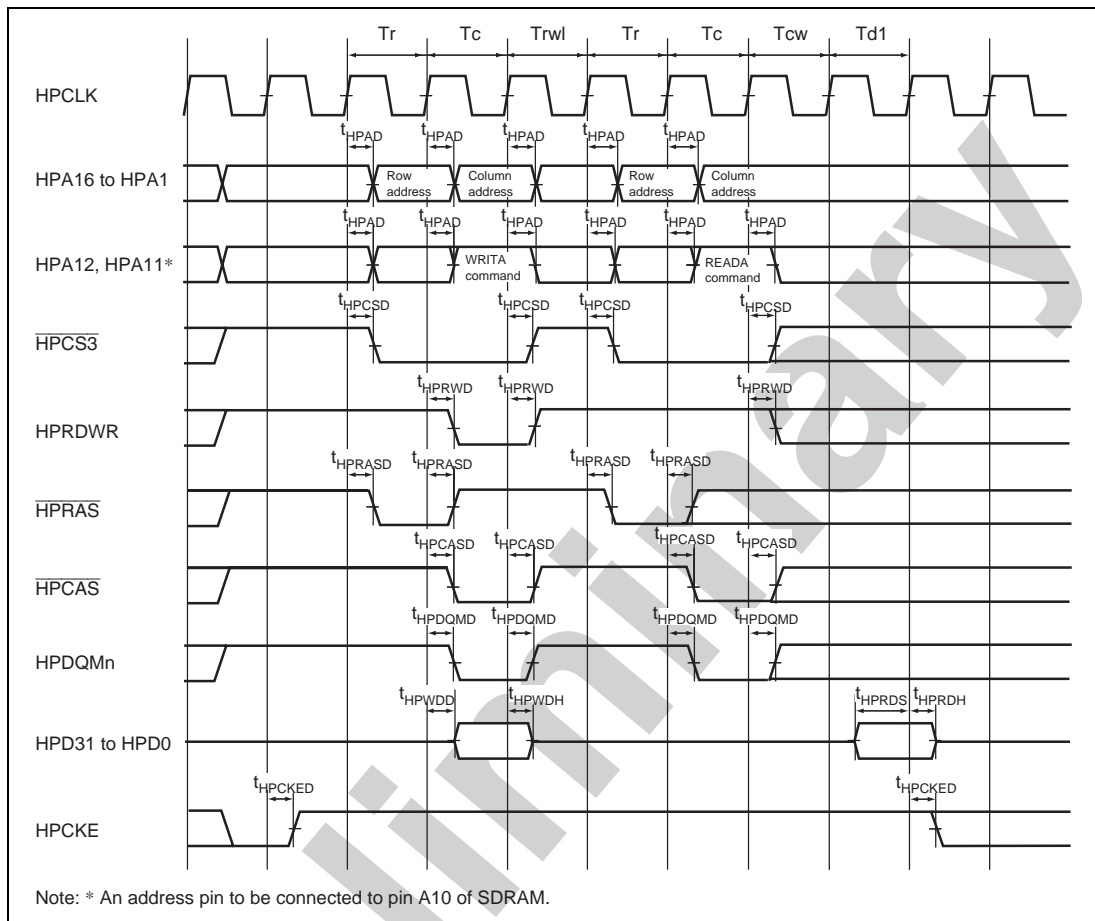 Tr Tc Trwl Tr Tc Tcw Td1
HPCLK
tHPAD tHPAD tHPAD tHPAD tHPAD
HPA16 to HPA1
Row address
Column address
Row address
Column address
tHPAD tHPAD tHPAD tHPAD tHPAD tHPAD
HPA12, HPA11*
WRITA command
READA command
tHPCSD tHPCSD tHPCSD tHPCSD
HPCS3
tHPRWD tHPRWD tHPRWD
HPRDWR
tHPRASD tHPRASD tHPRASD tHPRASD
HPRAS
tHPCASD tHPCASD tHPCASD tHPCASD
HPCAS
tHPDQMD tHPDQMD tHPDQMD tHPDQMD
HPDQMn
tHPWDD tHPWDH tHPRDS tHPRDH
HPD31 to HPD0
tHPCKED tHPCKED
HPCKE
Note: * An address pin to be connected to pin A10 of SDRAM.
liminary